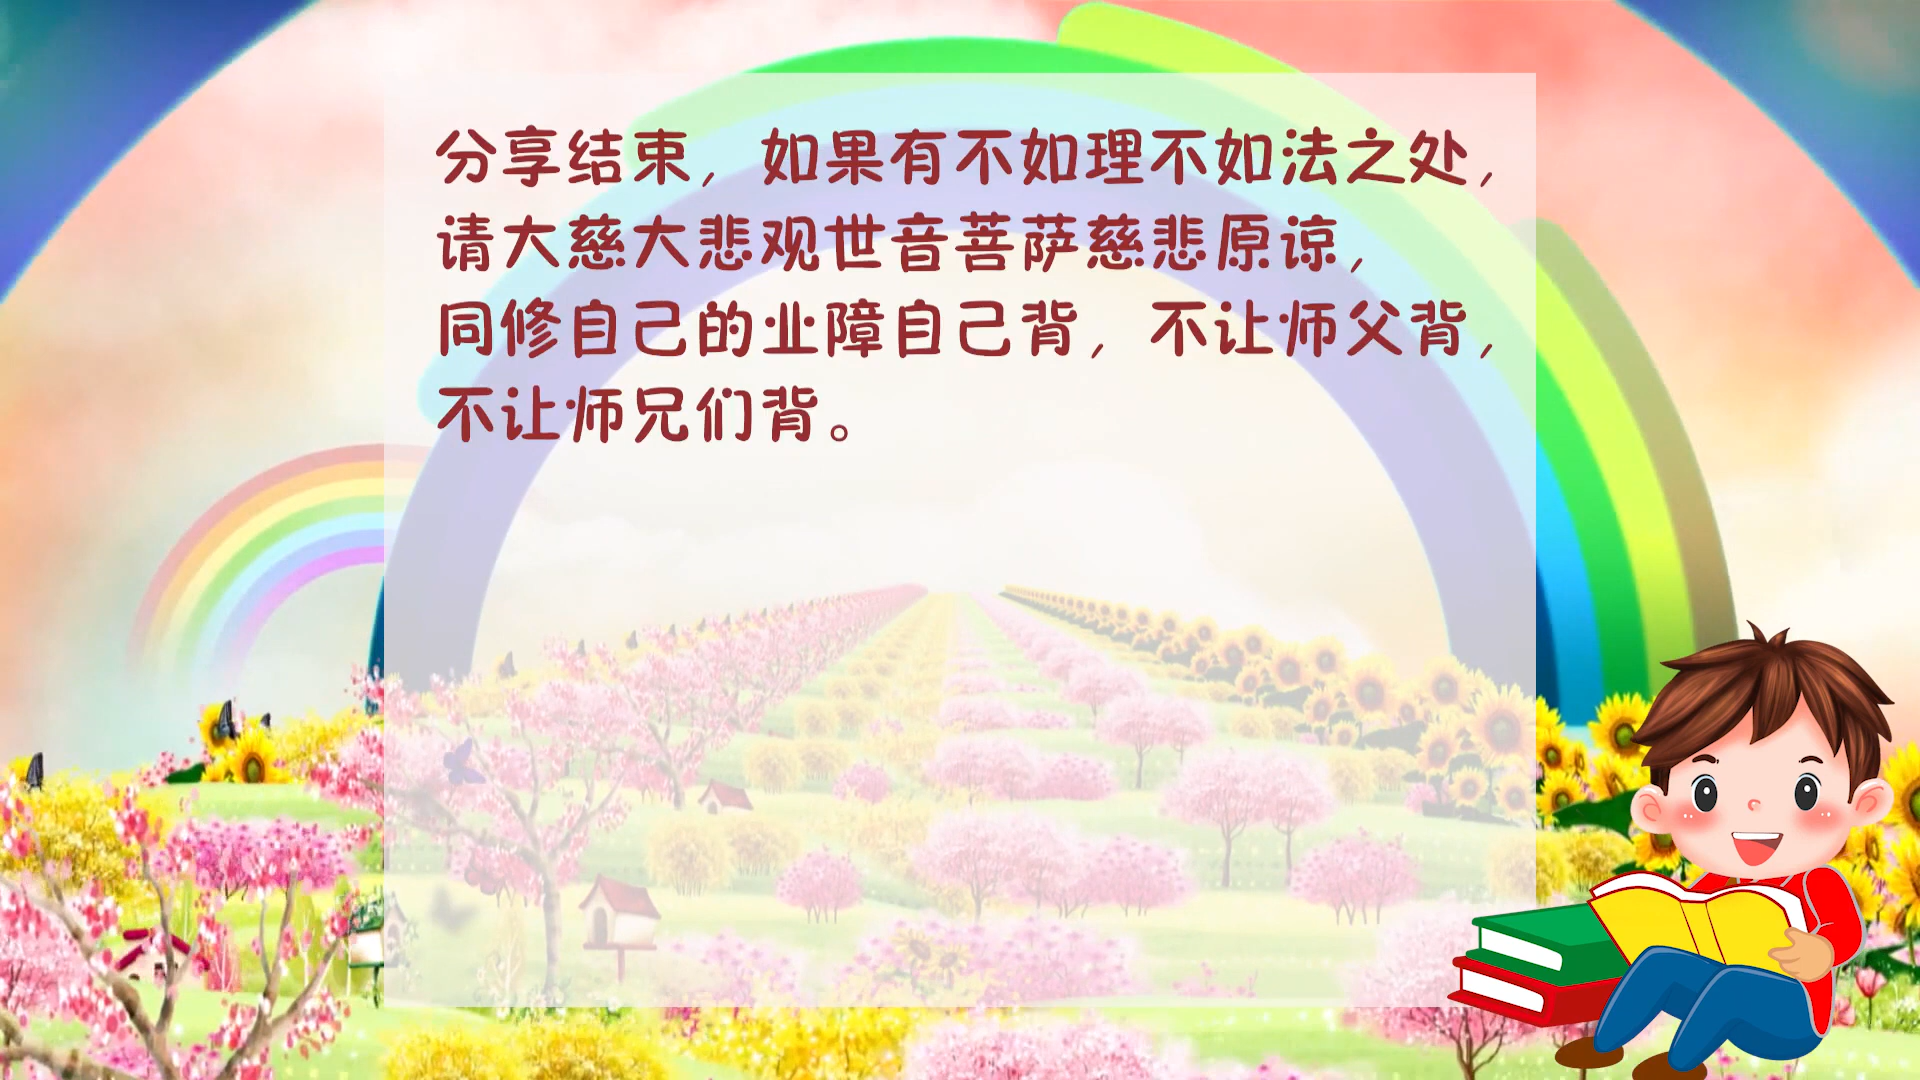 分享结束，如果有不如理不如法之处，
请大慈大悲观世音菩萨慈悲原谅，
同修自己的业障自己背，不让师父背，
不让师兄们背。